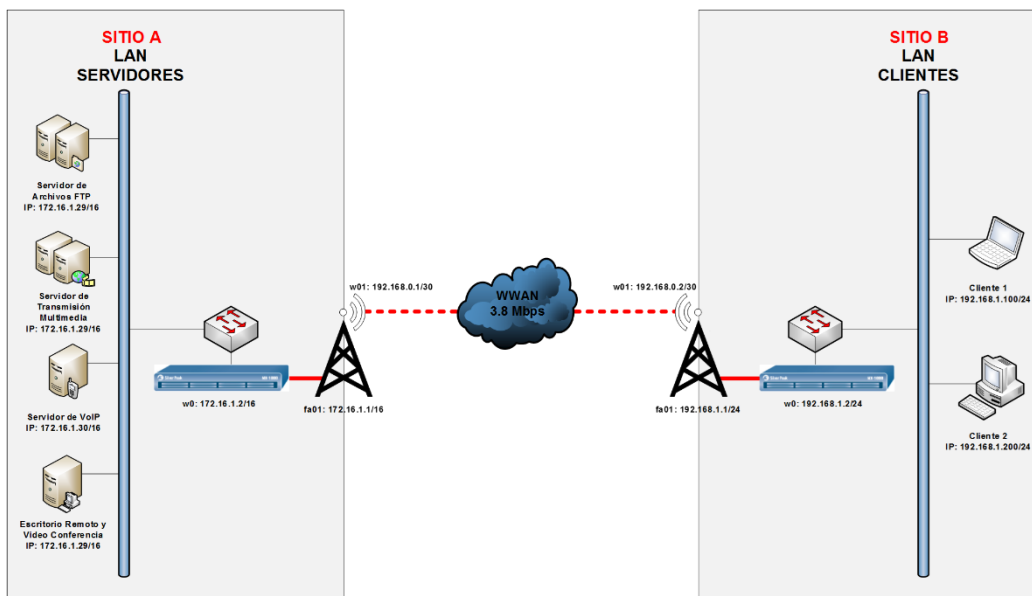 SITIO A
LAN
SERVIDORES
Servidor de
Archivos FTP
IP: 172.16.1.29/16
Servidor de
Transmisión
Multimedia
IP: 172.16.1.29/16
Servidor de VoIP
IP: 172.16.1.30/16
Escritorio Remoto y
Video Conferencia
IP: 172.16.1.29/16
w0: 172.16.1.2/16
fa01: 172.16.1.1/16
w01: 192.168.0.1/30
WWAN
3.8 Mbps
w01: 192.168.0.2/30
SITIO B
LAN
CLIENTES
fa01: 192.168.1.1/24
w0: 192.168.1.2/24
Cliente 1
IP: 192.168.1.100/24
Cliente 2
IP: 192.168.1.200/24